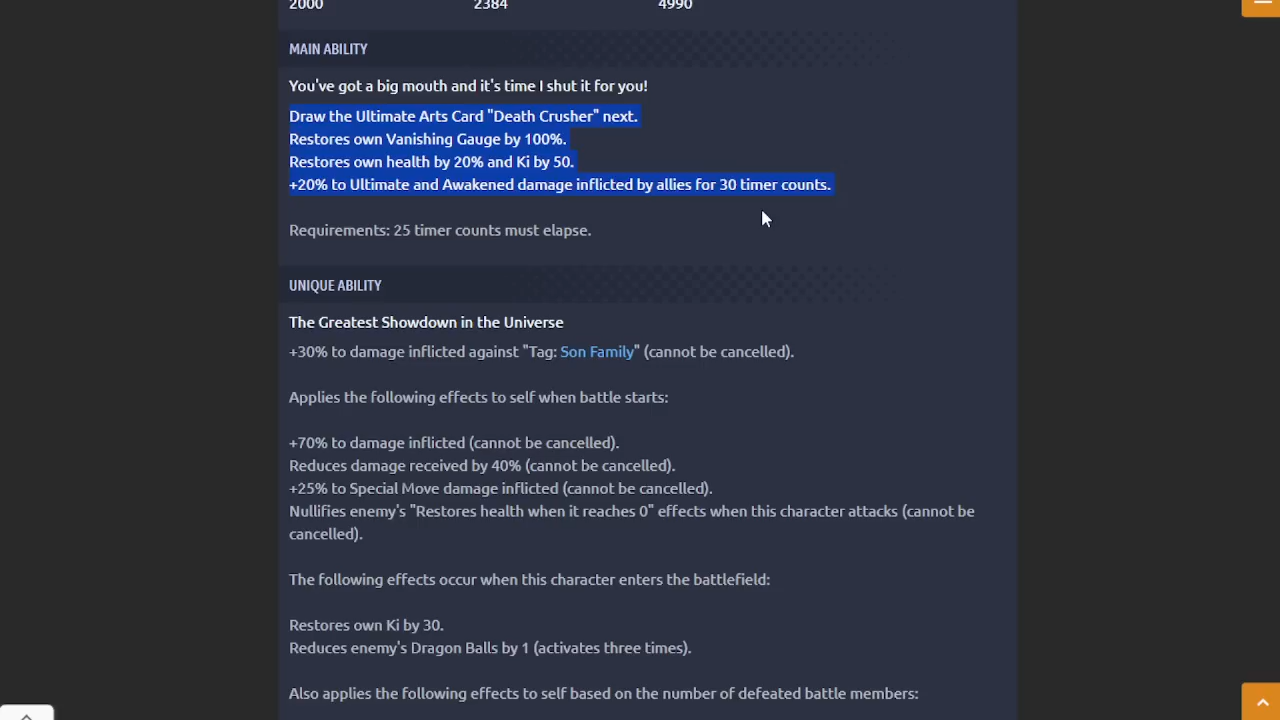 2000 2384 4990
MAIN ABILITY
You've got a big mouth and it's time I shut it for you!
Draw the Ultimate Arts Card "Death Crusher" next.
Restores own Vanishing Gauge by 100%.
Restores own health by 20% and Ki by 50.
+20% to Ultimate and Awakened damage inflicted by allies for 30 timer counts.
Requirements: 25 timer counts must elapse.
UNIQUE ABILITY
The Greatest Showdown in the Universe
+30% to damage inflicted against "Tag: Son Family" (cannot be cancelled).
Applies the following effects to self when battle starts:
+70% to damage inflicted (cannot be cancelled).
Reduces damage received by 40% (cannot be cancelled).
+25% to Special Move damage inflicted (cannot be cancelled).
Nullifies enemy's "Restores health when it reaches 0" effects when this character attacks (cannot be
cancelled).
The following effects occur when this character enters the battlefield:
Restores own Ki by 30.
Reduces enemy's Dragon Balls by 1 (activates three times).
Also applies the following effects to self based on the number of defeated battle members: